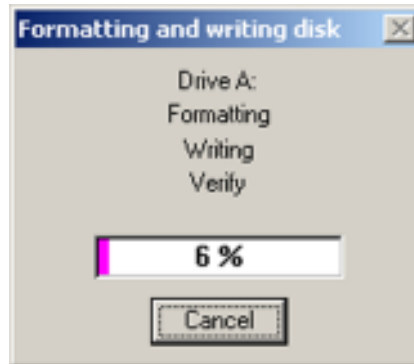 Formatting and writing disk
Drive A:
Formatting
Writing
Verify
6 %
Cancel